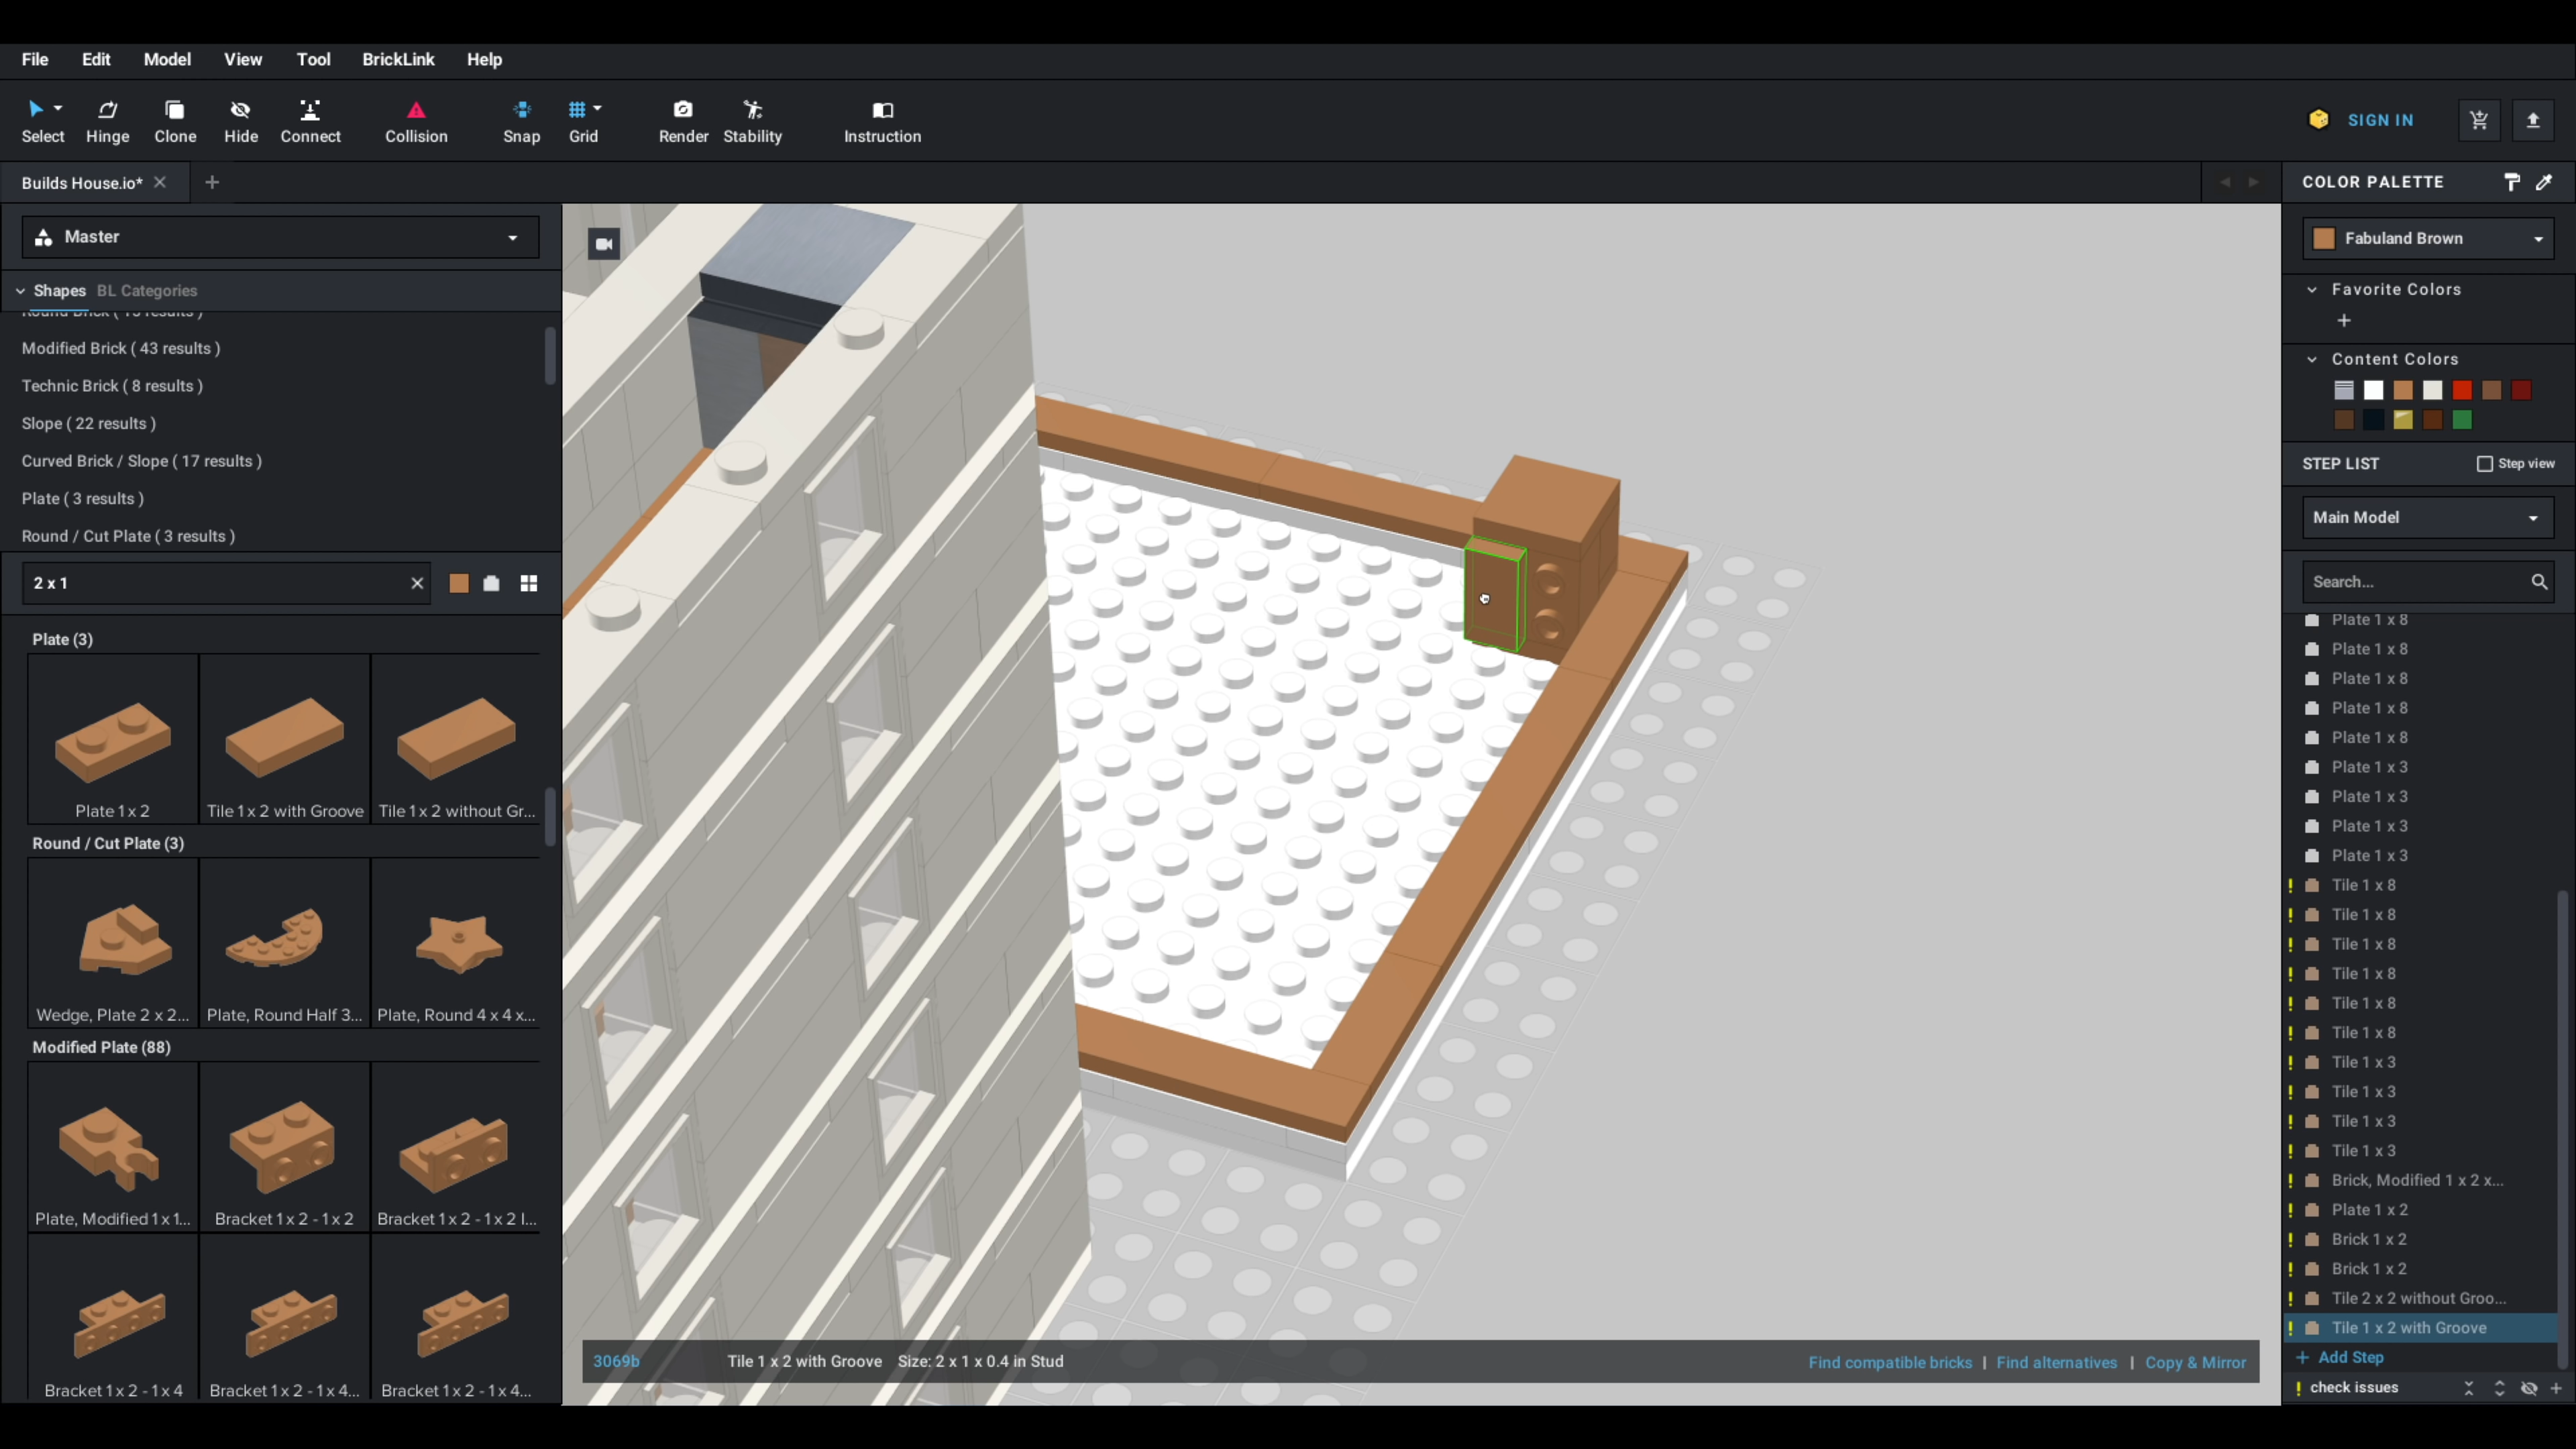 File Edit Model View Tool BrickLink Help
Select Hinge Clone Hide Connect Collision Snap Grid Render Stability Instruction
SIGN IN
Builds House.io*
Master
Shapes BL Categories
Round Brick ( 13 results )
Modified Brick ( 43 results )
Technic Brick ( 8 results )
Slope ( 22 results )
Curved Brick / Slope ( 17 results )
Plate ( 3 results )
Round / Cut Plate ( 3 results )
2 x 1
Plate (3)
Plate 1 x 2 Tile 1 x 2 with Groove Tile 1 x 2 without Gr...
Round / Cut Plate (3)
Wedge, Plate 2 x 2... Plate, Round Half 3... Plate, Round 4 x 4 x...
Modified Plate (88)
Plate, Modified 1 x 1... Bracket 1 x 2 - 1 x 2 Bracket 1 x 2 - 1 x 2 I...
Bracket 1 x 2 - 1 x 4 Bracket 1 x 2 - 1 x 4... Bracket 1 x 2 - 1 x 4...
3069b Tile 1 x 2 with Groove Size: 2 x 1 x 0.4 in Stud
Find compatible bricks | Find alternatives | Copy & Mirror
COLOR PALETTE
Fabuland Brown
Favorite Colors
Content Colors
STEP LIST Step view
Main Model
Search...
Plate 1 x 8
Plate 1 x 8
Plate 1 x 8
Plate 1 x 8
Plate 1 x 8
Plate 1 x 3
Plate 1 x 3
Plate 1 x 3
Plate 1 x 3
Tile 1 x 8
Tile 1 x 8
Tile 1 x 8
Tile 1 x 8
Tile 1 x 8
Tile 1 x 8
Tile 1 x 3
Tile 1 x 3
Tile 1 x 3
Tile 1 x 3
Brick, Modified 1 x 2 x...
Plate 1 x 2
Brick 1 x 2
Brick 1 x 2
Tile 2 x 2 without Groo...
Tile 1 x 2 with Groove
+ Add Step
check issues